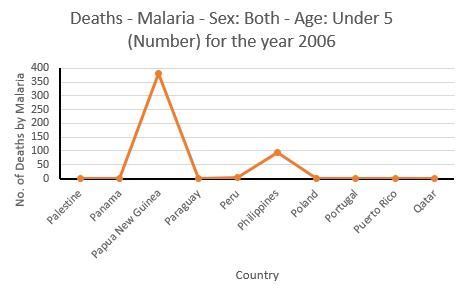 Deaths - Malaria - Sex: Both - Age: Under 5
(Number) for the year 2006
No. of Deaths by Malaria
400
350
300
250
200
150
100
50
0
Palestine
Panama
Papua New Guinea
Paraguay
Peru
Philippines
Poland
Portugal
Puerto Rico
Qatar
Country